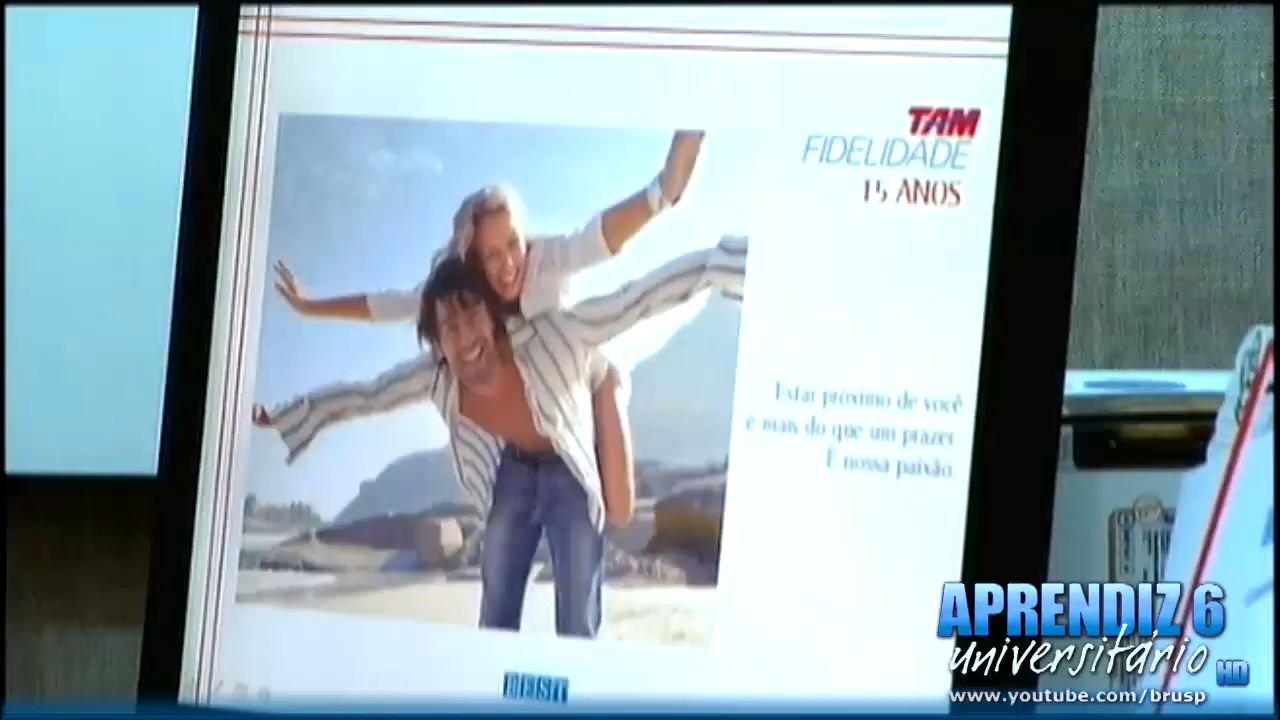 TAM
FIDELIDADE
15 ANOS
Estar próximo de você
é mais do que um prazer.
É nossa paixão.
BEST
APRENDIZ 6
universitário
HD
www.youtube.com/brusp